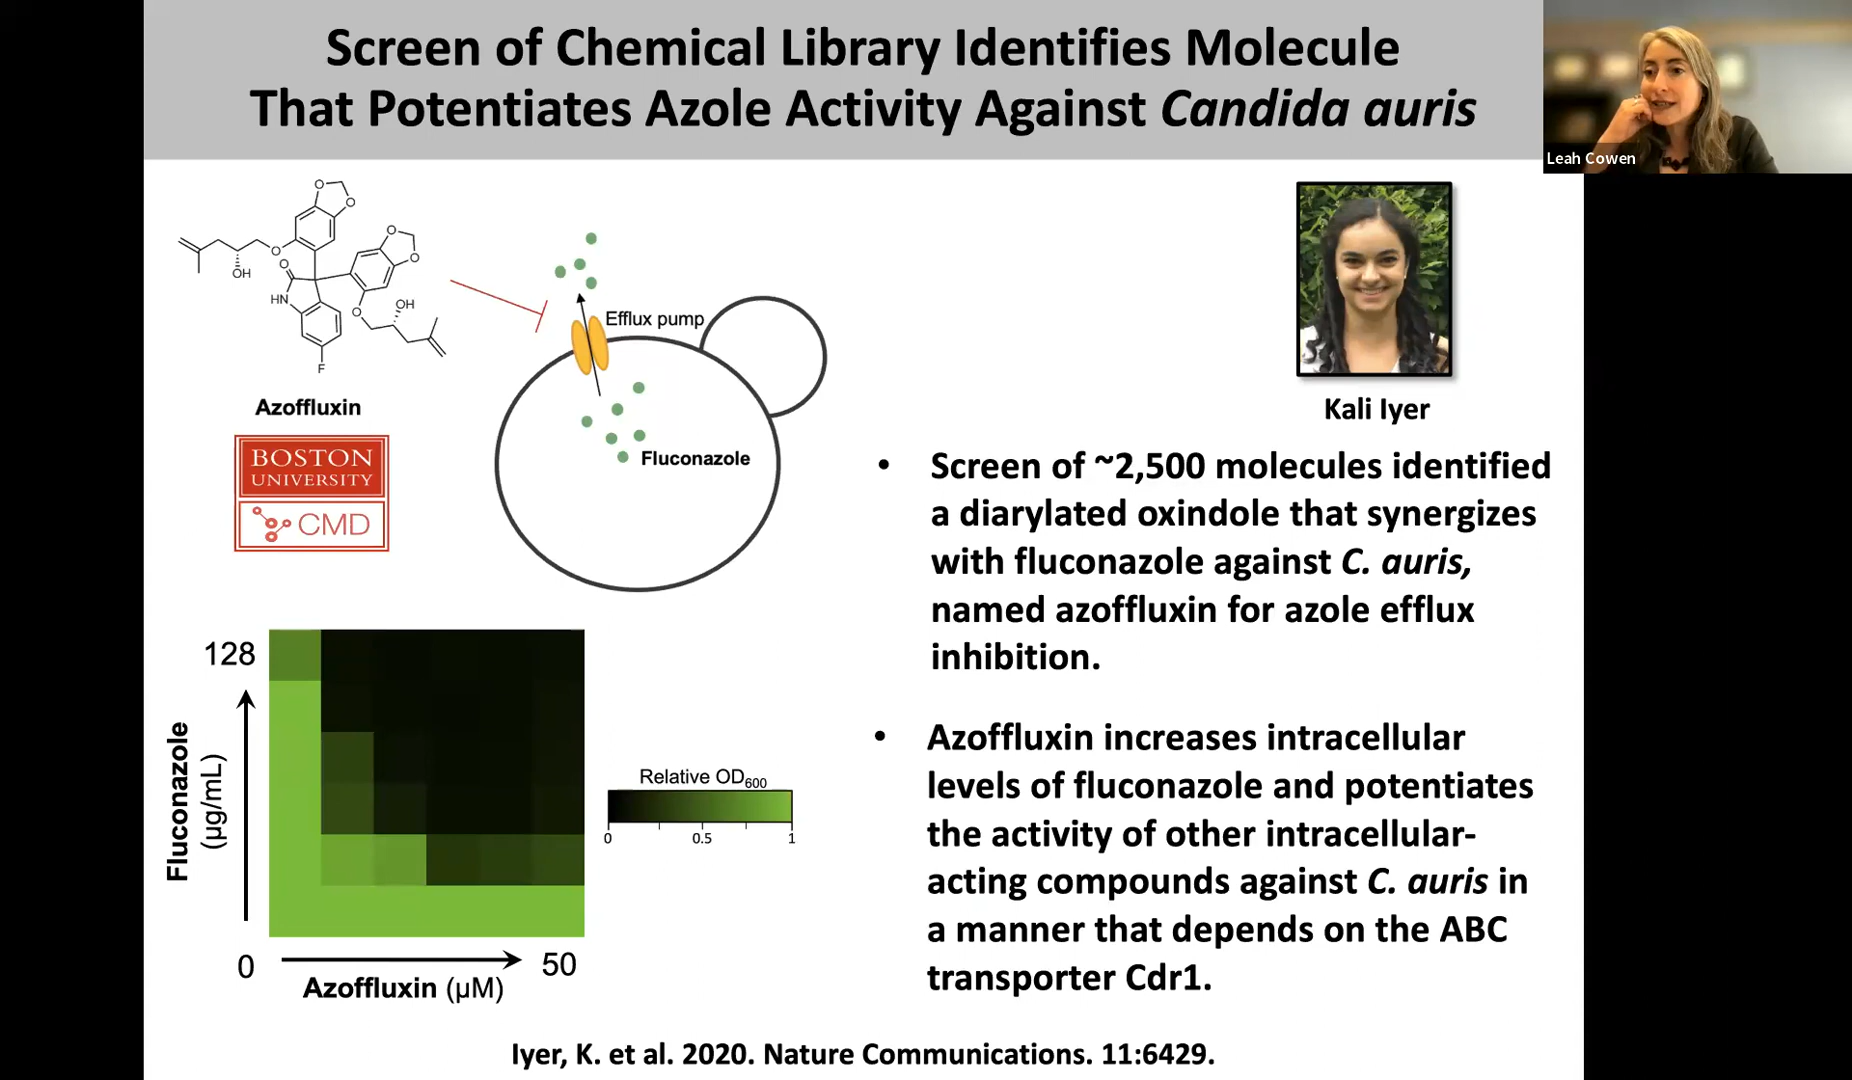 Screen of Chemical Library Identifies Molecule
That Potentiates Azole Activity Against Candida auris
Leah Cowen
O
O
O
OH
O
O
O
HN
OH
O
F
Azoffluxin
BOSTON
UNIVERSITY
CMD
Efflux pump
Fluconazole
Kali Iyer
• Screen of ~2,500 molecules identified
a diarylated oxindole that synergizes
with fluconazole against C. auris,
named azoffluxin for azole efflux
inhibition.
• Azoffluxin increases intracellular
levels of fluconazole and potentiates
the activity of other intracellular-
acting compounds against C. auris in
a manner that depends on the ABC
transporter Cdr1.
128
Fluconazole
(µg/mL)
0
50
Azoffluxin (µM)
Relative OD600
0 0.5 1
Iyer, K. et al. 2020. Nature Communications. 11:6429.